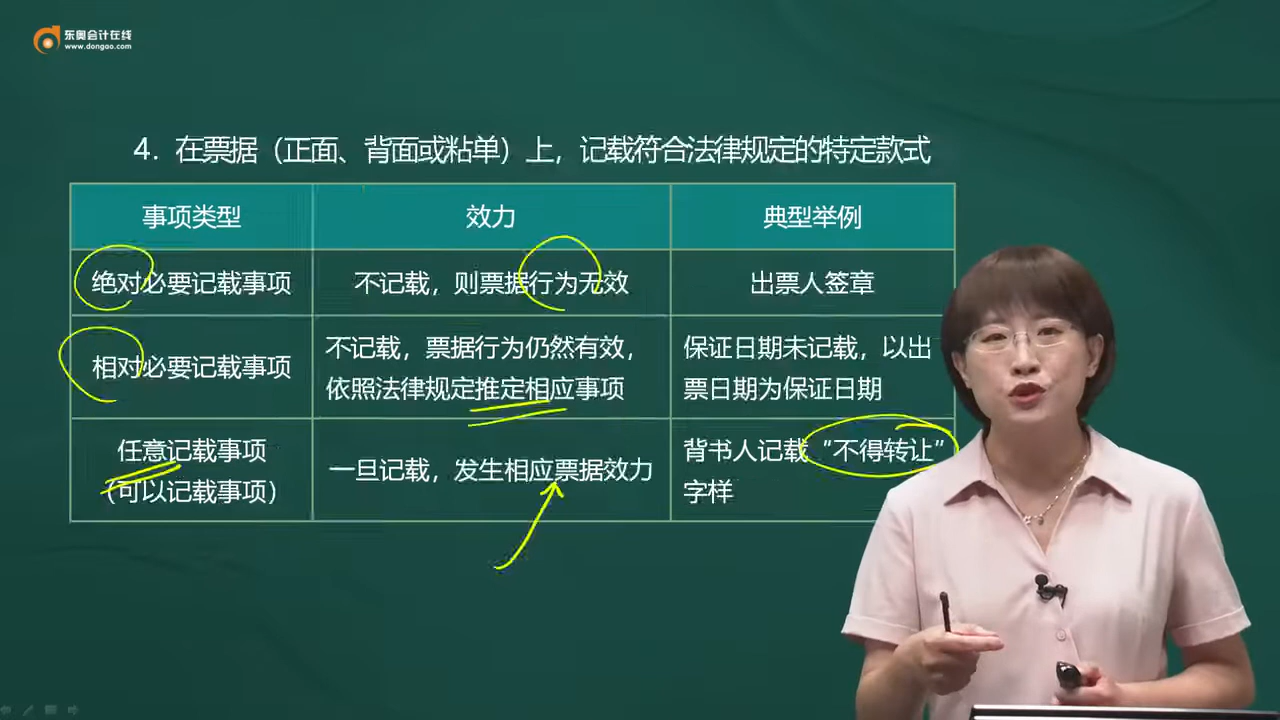 东奥会计在线
www.dongao.com
4. 在票据（正面、背面或粘单）上，记载符合法律规定的特定款式
事项类型
效力
典型举例
绝对必要记载事项
不记载，则票据行为无效
出票人签章
相对必要记载事项
不记载，票据行为仍然有效，
依照法律规定推定相应事项
保证日期未记载，以出
票日期为保证日期
任意记载事项
（可以记载事项）
一旦记载，发生相应票据效力
背书人记载“不得转让”
字样